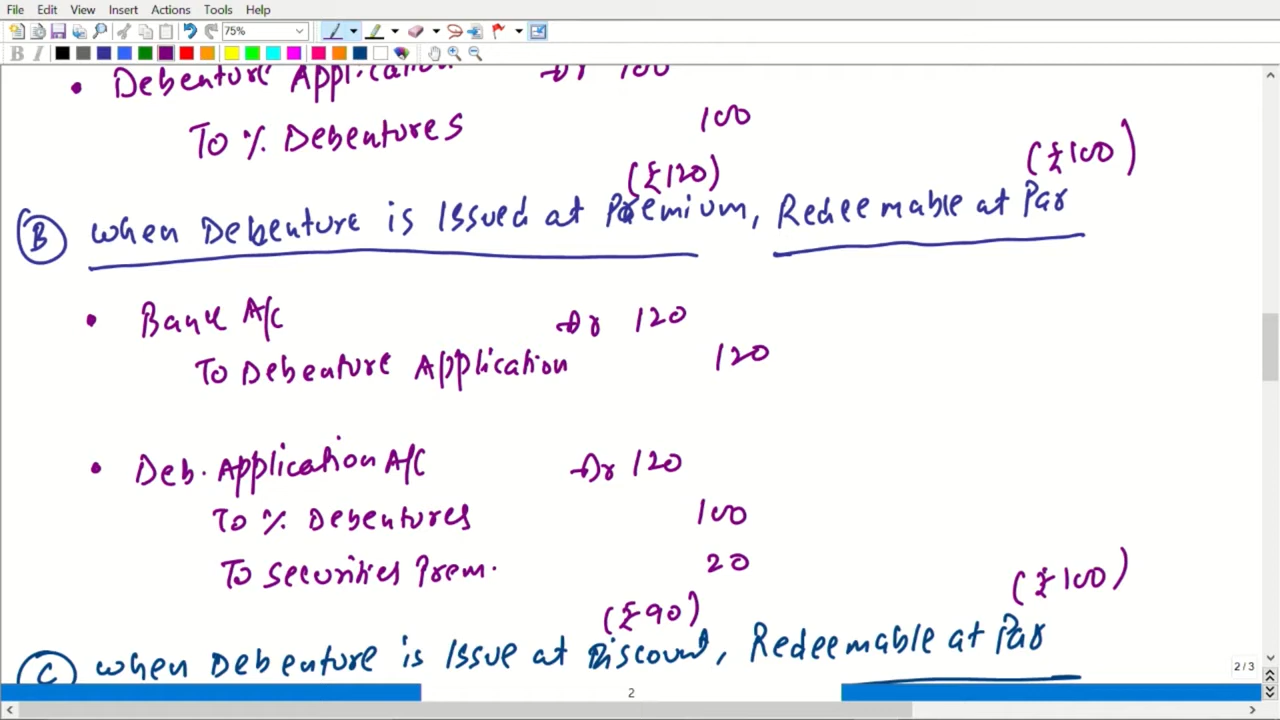 File Edit View Insert Actions Tools Help
75%
B I
• Debenture Application Dr 100
To % Debentures 100
(₤120) (₤100)
(B) When Debenture is Issued at Premium, Redeemable at Par
• Bank A/c Dr 120
To Debenture Application 120
• Deb. Application A/c Dr 120
To % Debentures 100
To Securities Prem. 20
(₤90) (₤100)
(C) When Debenture is Issue at Discount, Redeemable at Par
2 / 3
2